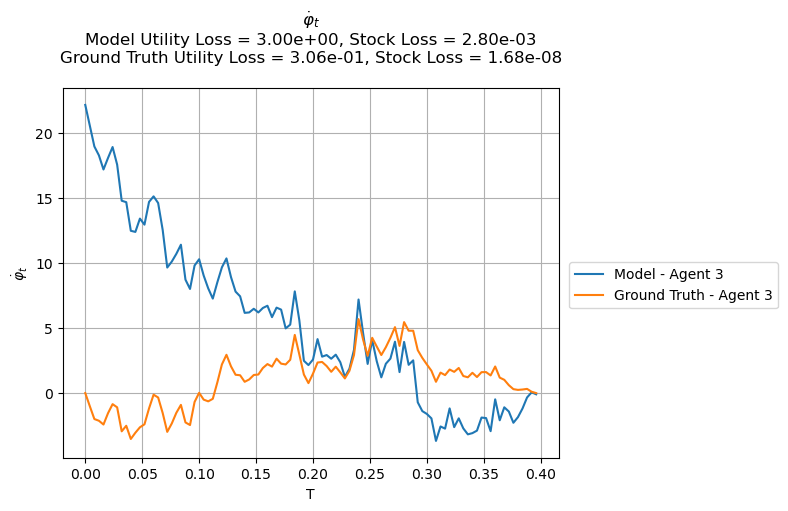 φ̇ₜ
Model Utility Loss = 3.00e+00, Stock Loss = 2.80e-03
Ground Truth Utility Loss = 3.06e-01, Stock Loss = 1.68e-08
20
15
10
5
0
φ̇ₜ
0.00 0.05 0.10 0.15 0.20 0.25 0.30 0.35 0.40
T
Model - Agent 3
Ground Truth - Agent 3